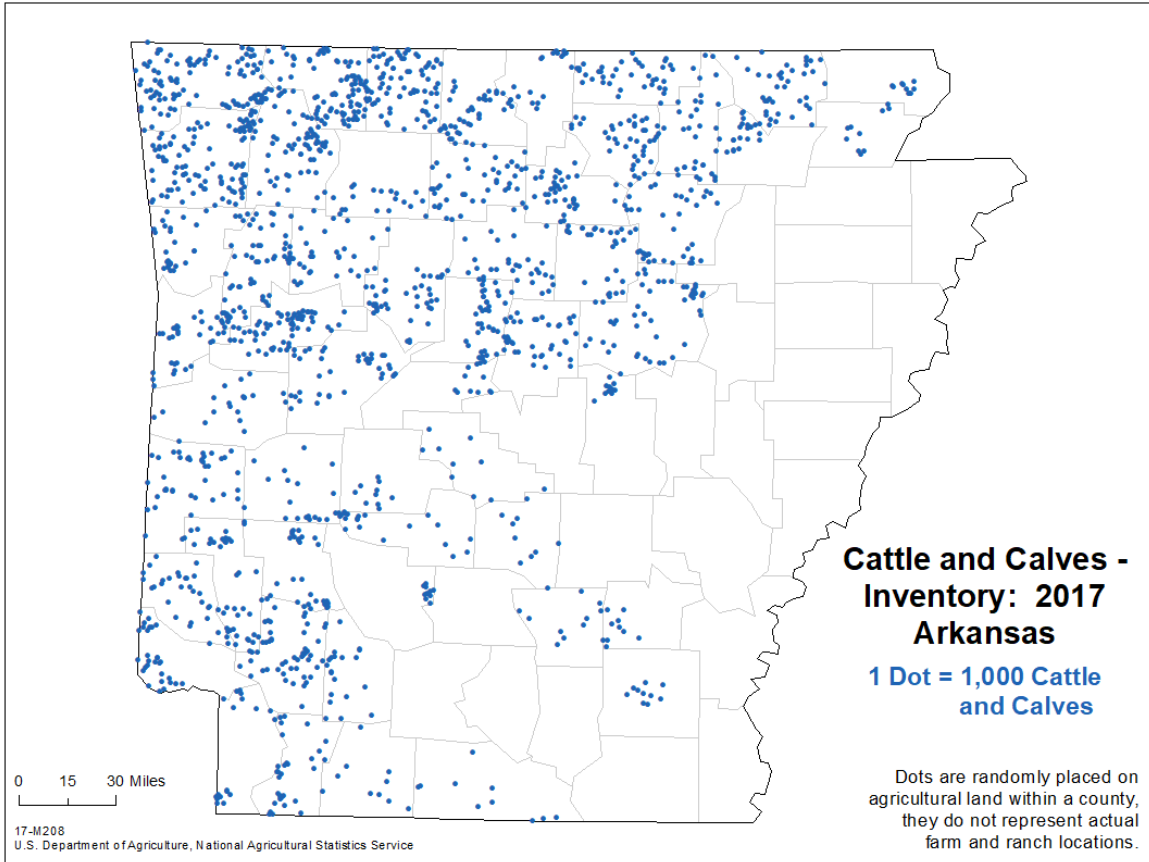 Cattle and Calves -
Inventory:  2017
Arkansas
1 Dot = 1,000 Cattle
and Calves
0 15 30 Miles
Dots are randomly placed on
agricultural land within a county,
they do not represent actual
farm and ranch locations.
17-M208
U.S. Department of Agriculture, National Agricultural Statistics Service